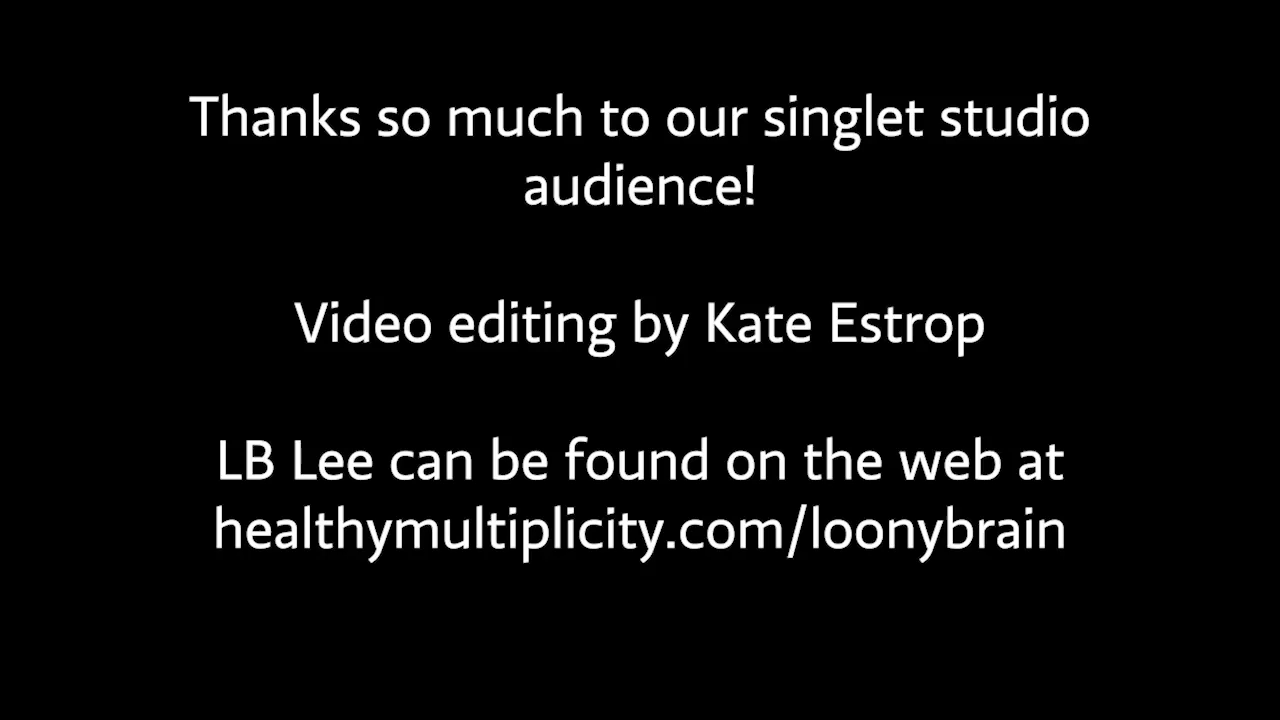 Thanks so much to our singlet studio
audience!
Video editing by Kate Estrop
LB Lee can be found on the web at
healthymultiplicity.com/loonybrain